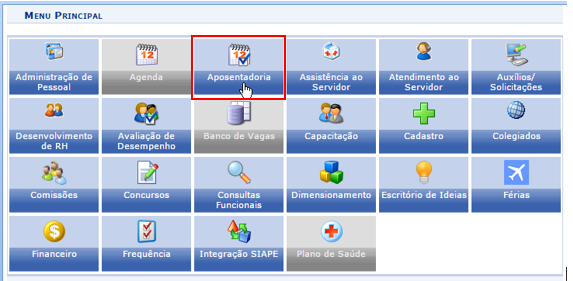 Menu Principal
Administração de Pessoal
Agenda
Aposentadoria
Assistência ao Servidor
Atendimento ao Servidor
Auxílios/ Solicitações
Desenvolvimento de RH
Avaliação de Desempenho
Banco de Vagas
Capacitação
Cadastro
Colegiados
Comissões
Concursos
Consultas Funcionais
Dimensionamento
Escritório de Ideias
Férias
Financeiro
Frequência
Integração SIAPE
Plano de Saúde